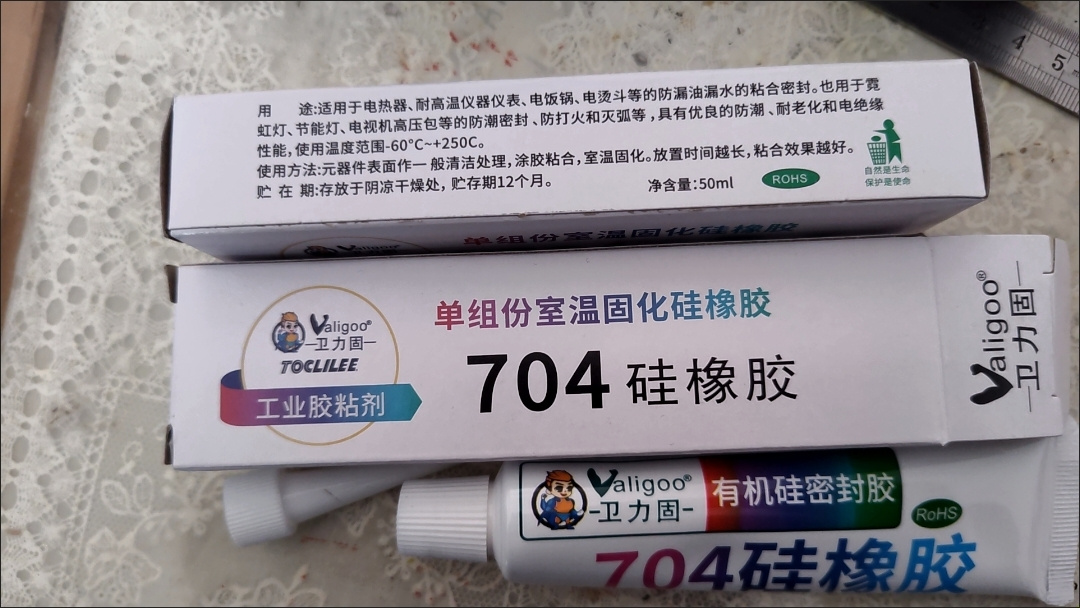 用 途:适用于电热器、耐高温仪器仪表、电饭锅、电烫斗等的防漏油漏水的粘合密封。也用于霓
虹灯、节能灯、电视机高压包等的防潮密封、防打火和灭弧等,具有优良的防潮、耐老化和电绝缘
性能,使用温度范围-60°C~+250C。
使用方法:元器件表面作一般清洁处理,涂胶粘合,室温固化。放置时间越长,粘合效果越好。
贮 在 期:存放于阴凉干燥处,贮存期12个月。
净含量:50ml
ROHS
自然是生命
保护是使命
Valigoo
单组份室温固化硅橡胶
Valigoo®
卫力固
TOCLILEE
工业胶粘剂
单组份室温固化硅橡胶
704硅橡胶
Valigoo®
卫力固
Valigoo®
-卫力固-
有机硅密封胶
RoHS
704硅橡胶
4
5